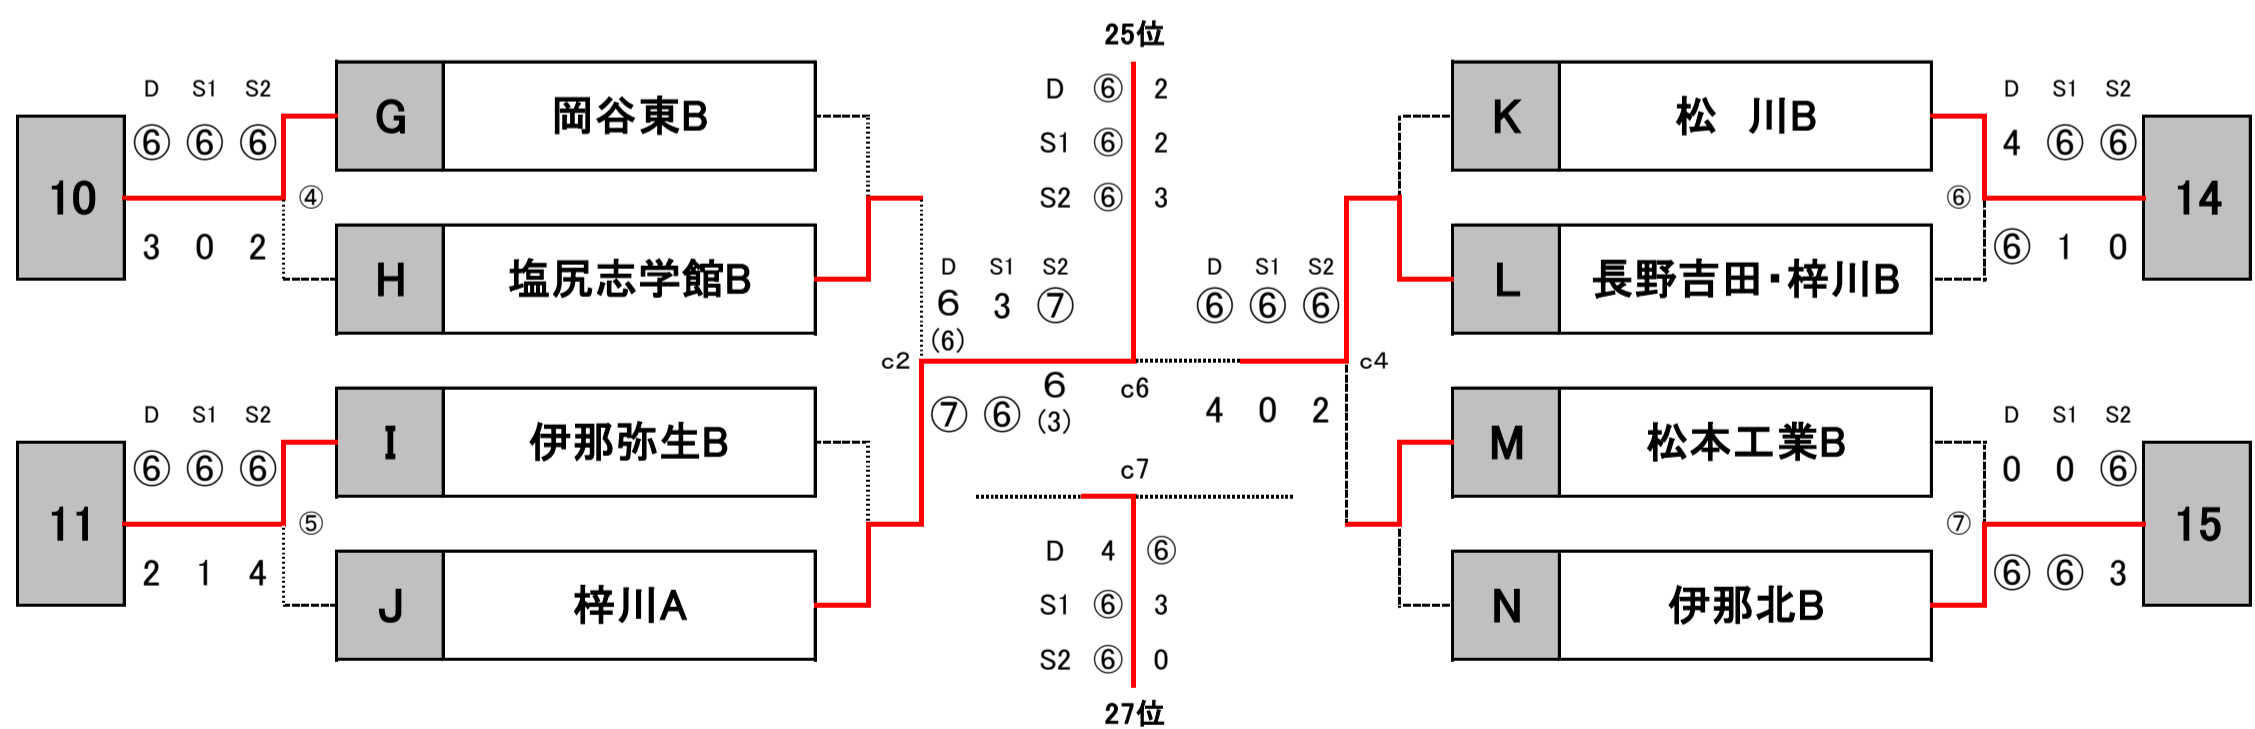 25位
D S1 S2
⑥ ⑥ ⑥
10
④
3 0 2
G 岡谷東B
H 塩尻志学館B
D S1 S2
⑥ ⑥ ⑥
11
⑤
2 1 4
I 伊那弥生B
J 梓川A
D ⑥ 2
S1 ⑥ 2
S2 ⑥ 3
D S1 S2
6 3 ⑦
(6)
c2
6
⑦ ⑥ (3)
c6
D S1 S2
⑥ ⑥ ⑥
c4
4 0 2
c7
D 4 ⑥
S1 ⑥ 3
S2 ⑥ 0
27位
K 松 川B
L 長野吉田・梓川B
D S1 S2
4 ⑥ ⑥
⑥
14
⑥ 1 0
M 松本工業B
N 伊那北B
D S1 S2
0 0 ⑥
⑦
15
⑥ ⑥ 3